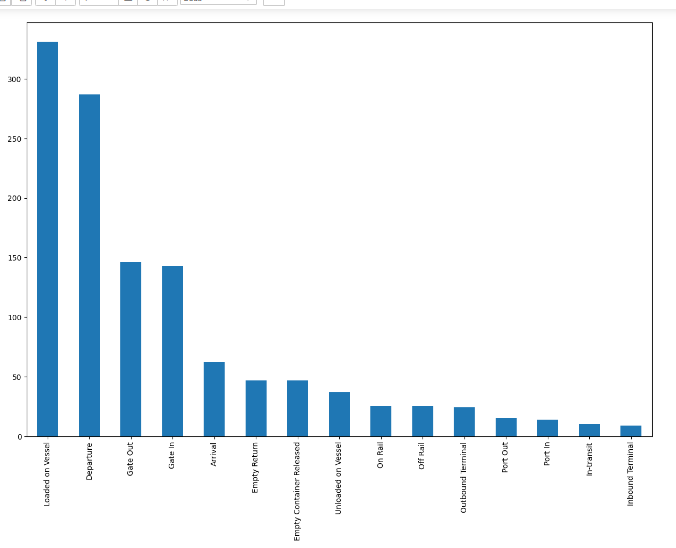 300
250
200
150
100
50
0
Loaded on Vessel
Departure
Gate Out
Gate In
Arrival
Empty Return
Empty Container Released
Unloaded on Vessel
On Rail
Off Rail
Outbound Terminal
Port Out
Port In
In-transit
Inbound Terminal